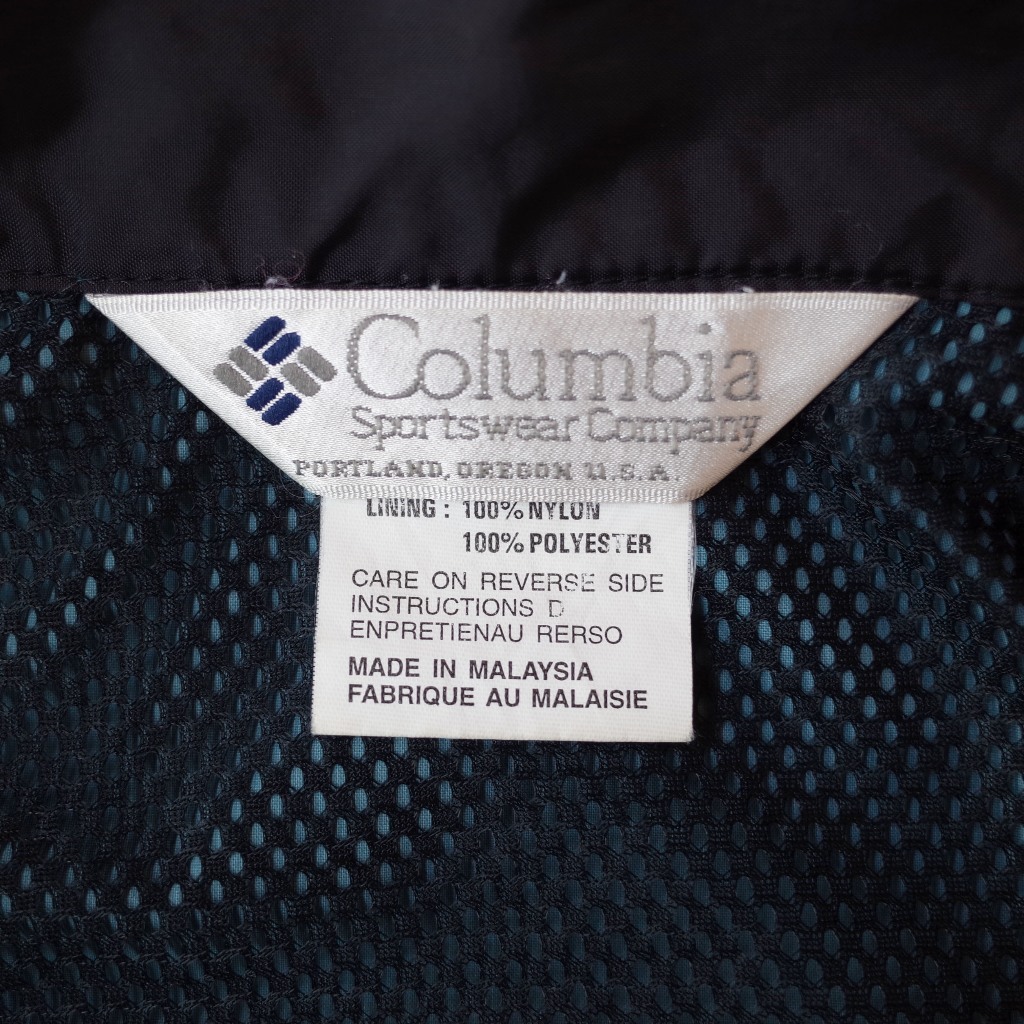 Columbia
Sportswear Company
PORTLAND, OREGON U.S.A.
LINING : 100% NYLON
100% POLYESTER
CARE ON REVERSE SIDE
INSTRUCTIONS D
ENPRETIENAU RERSO
MADE IN MALAYSIA
FABRIQUE AU MALAISIE